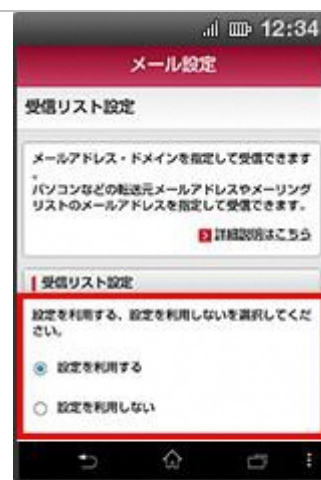 12:34
メール設定
受信リスト設定
メールアドレス・ドメインを指定して受信できます
。
パソコンなどの転送元メールアドレスやメーリング
リストのメールアドレスを指定して受信できます。
詳細説明はこちら
受信リスト設定
設定を利用する、設定を利用しないを選択してくだ
さい。
設定を利用する
設定を利用しない